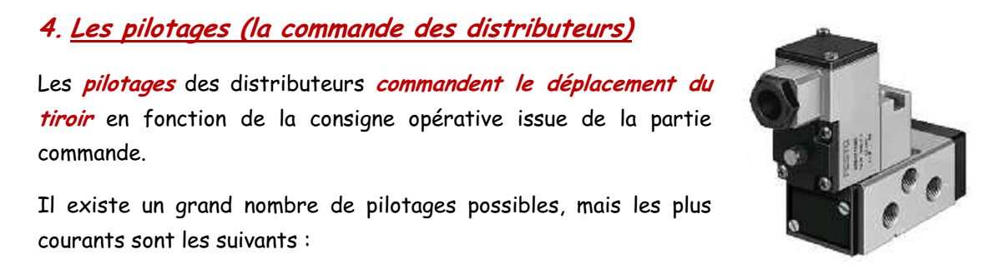 4. Les pilotages (la commande des distributeurs)
Les pilotages des distributeurs commandent le déplacement du
tiroir en fonction de la consigne opérative issue de la partie
commande.
Il existe un grand nombre de pilotages possibles, mais les plus
courants sont les suivants :
FESTO